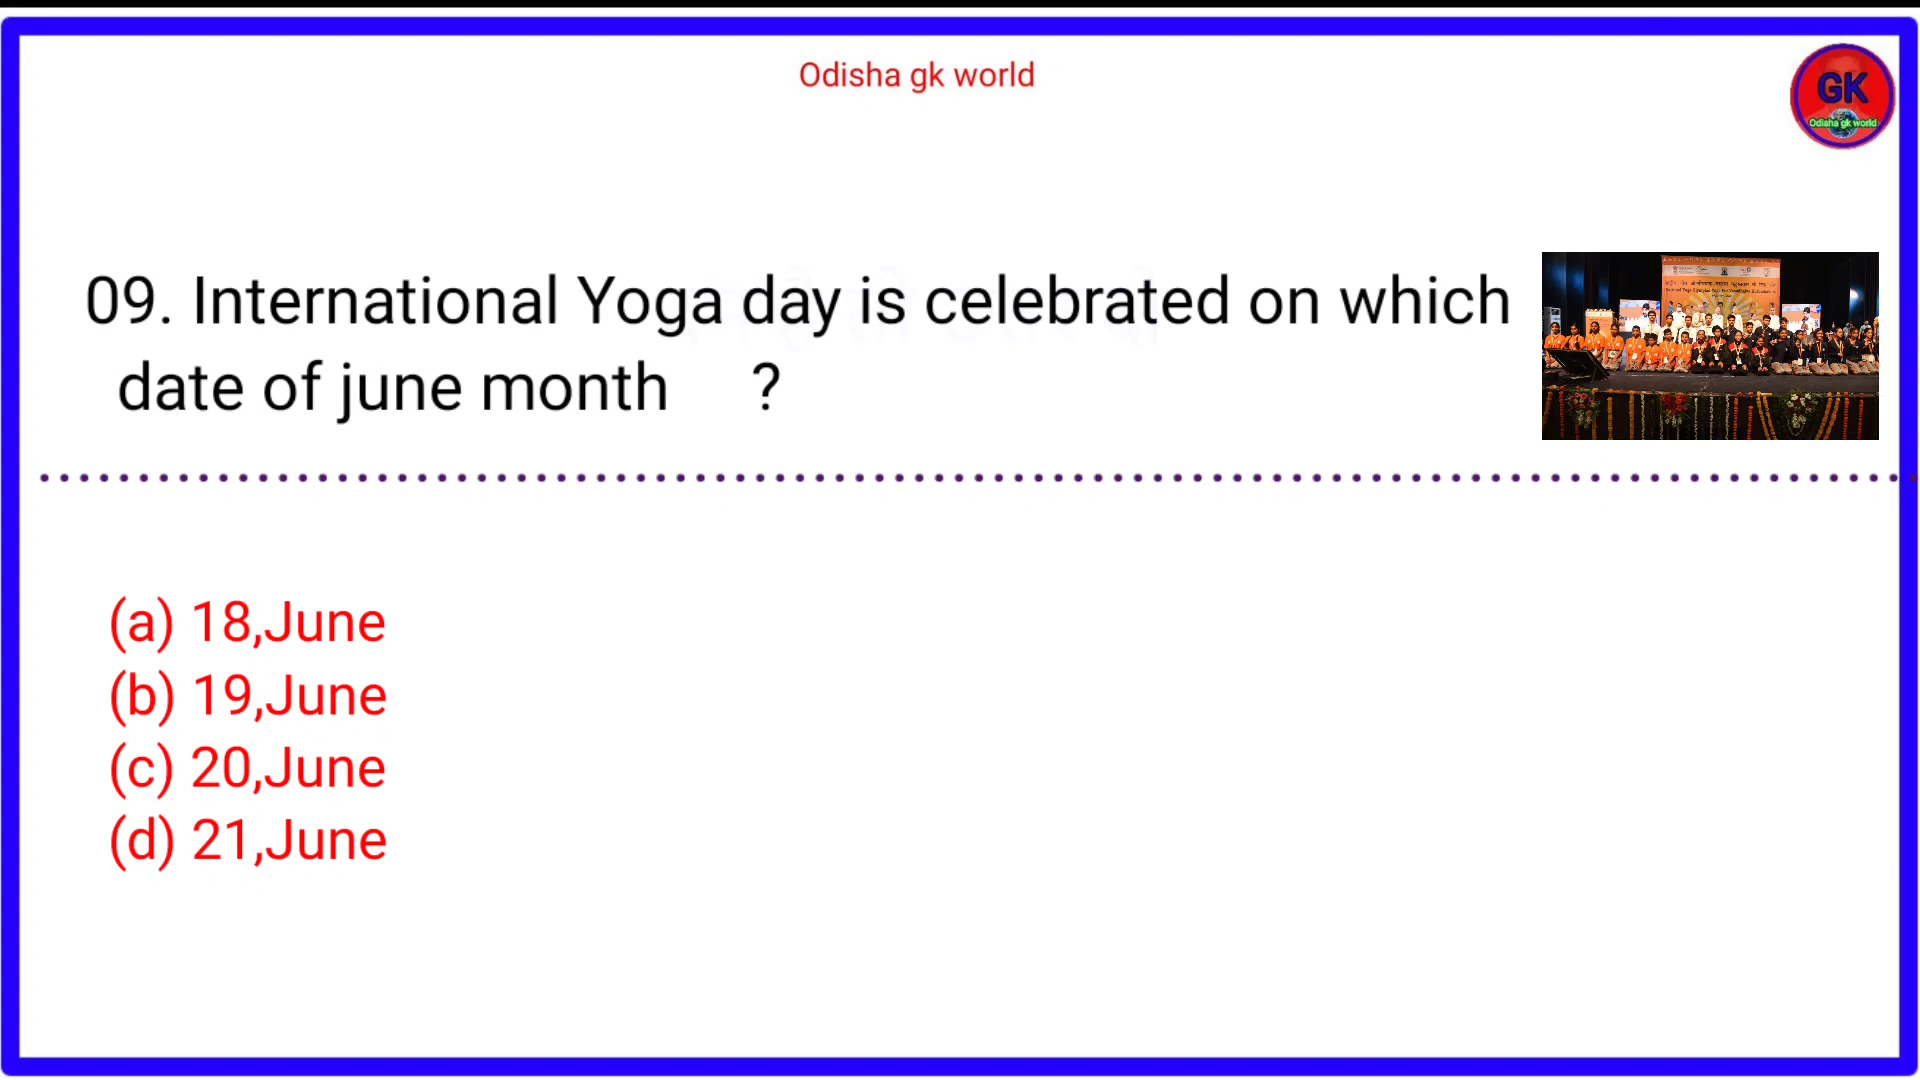 Odisha gk world
GK
Odisha gk world
09. International Yoga day is celebrated on which
date of june month ?
(a) 18,June
(b) 19,June
(c) 20,June
(d) 21,June